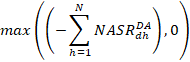 max((−∑_{h=1}^{N} NASR_{dh}^{DA}), 0)